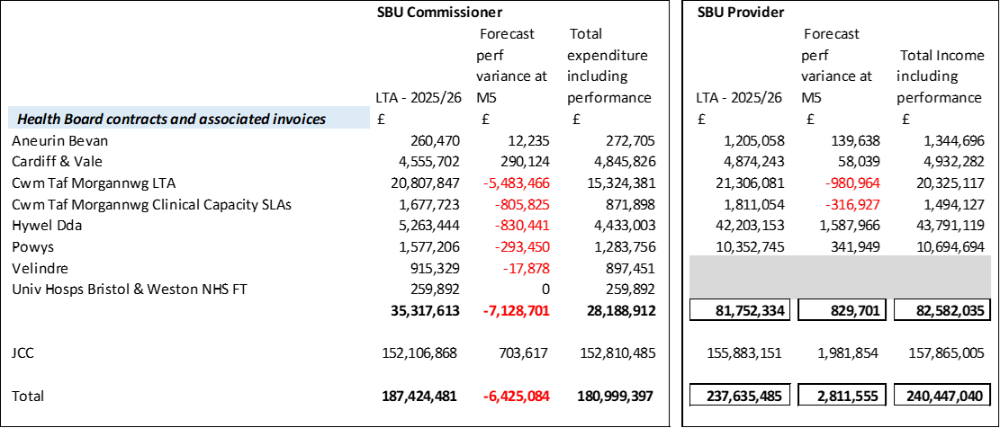 SBU Commissioner SBU Provider
Forecast Total Forecast
perf expenditure perf Total Income
variance at including variance at including
LTA - 2025/26 M5 performance LTA - 2025/26 M5 performance
Health Board contracts and associated invoices £ £ £ £ £ £
Aneurin Bevan 260,470 12,235 272,705 1,205,058 139,638 1,344,696
Cardiff & Vale 4,555,702 290,124 4,845,826 4,874,243 58,039 4,932,282
Cwm Taf Morgannwg LTA 20,807,847 -5,483,466 15,324,381 21,306,081 -980,964 20,325,117
Cwm Taf Morgannwg Clinical Capacity SLAs 1,677,723 -805,825 871,898 1,811,054 -316,927 1,494,127
Hywel Dda 5,263,444 -830,441 4,433,003 42,203,153 1,587,966 43,791,119
Powys 1,577,206 -293,450 1,283,756 10,352,745 341,949 10,694,694
Velindre 915,329 -17,878 897,451
Univ Hosps Bristol & Weston NHS FT 259,892 0 259,892
35,317,613 -7,128,701 28,188,912 81,752,334 829,701 82,582,035
JCC 152,106,868 703,617 152,810,485 155,883,151 1,981,854 157,865,005
Total 187,424,481 -6,425,084 180,999,397 237,635,485 2,811,555 240,447,040